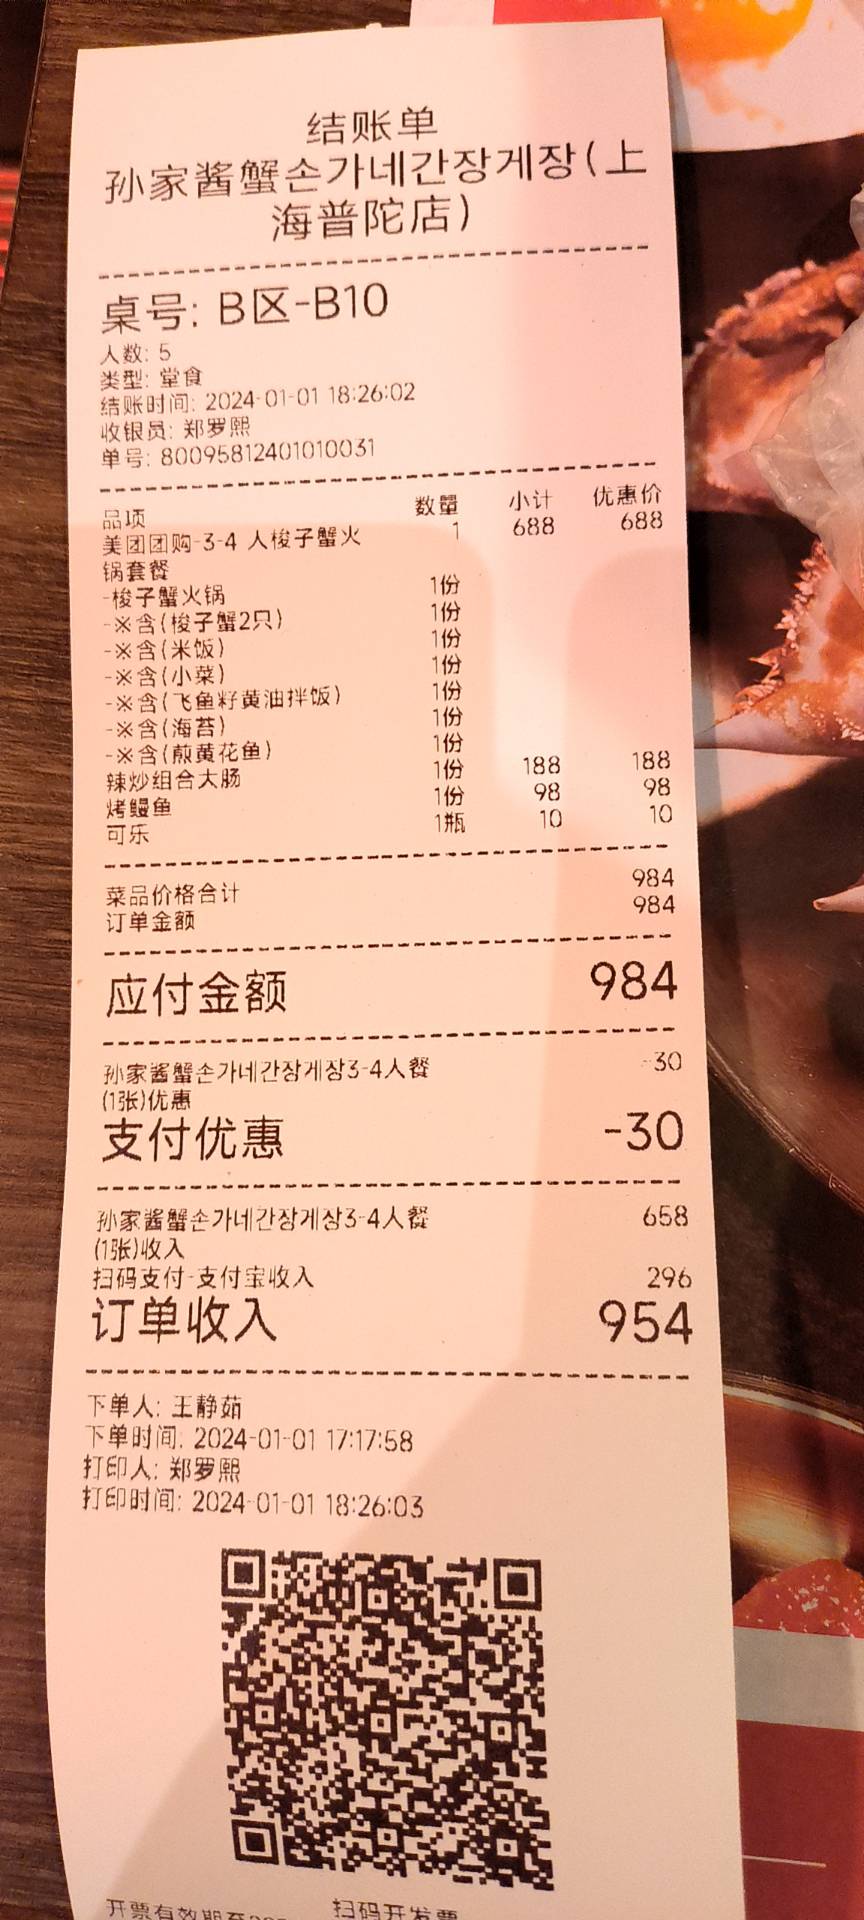 结账单
孙家酱蟹손가네간장게장(上
海普陀店)
桌号: B区-B10
人数: 5
类型: 堂食
结账时间: 2024-01-01 18:26:02
收银员: 郑罗熙
单号: 80095812401010031
品项 数量 小计 优惠价
美团团购-3-4 人梭子蟹火 1 688 688
锅套餐
-梭子蟹火锅 1份
-※含(梭子蟹2只) 1份
-※含(米饭) 1份
-※含(小菜) 1份
-※含(飞鱼籽黄油拌饭) 1份
-※含(海苔) 1份
-※含(煎黄花鱼) 1份
辣炒组合大肠 1份 188 188
烤鳗鱼 1份 98 98
可乐 1瓶 10 10
菜品价格合计 984
订单金额 984
应付金额 984
孙家酱蟹손가네간장게장3-4人餐 -30
(1张)优惠
支付优惠 -30
孙家酱蟹손가네간장게장3-4人餐 658
(1张)收入
扫码支付-支付宝收入 296
订单收入 954
下单人: 王静茹
下单时间: 2024-01-01 17:17:58
打印人: 郑罗熙
打印时间: 2024-01-01 18:26:03
开票有效期至 扫码开发票